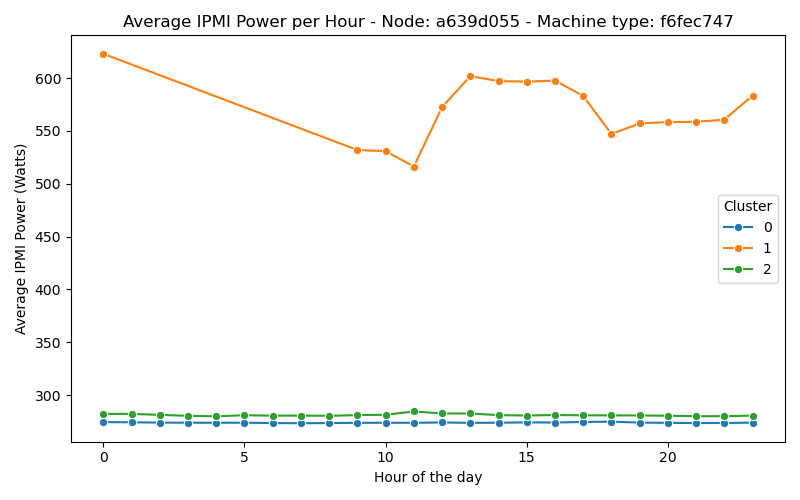 Average IPMI Power per Hour - Node: a639d055 - Machine type: f6fec747
Average IPMI Power (Watts)
600
550
500
450
400
350
300
Cluster
0
1
2
0 5 10 15 20
Hour of the day